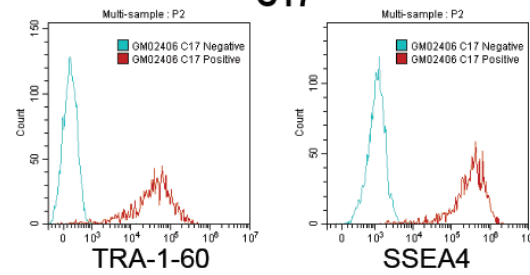 C17
Multi-sample : P2
GM02406 C17 Negative
GM02406 C17 Positive
Count
150
100
50
0
0 10³ 10⁴ 10⁵ 10⁶ 10⁷
TRA-1-60
Multi-sample : P2
GM02406 C17 Negative
GM02406 C17 Positive
Count
100
50
0
0 10³ 10⁴ 10⁵ 10⁶
SSEA4